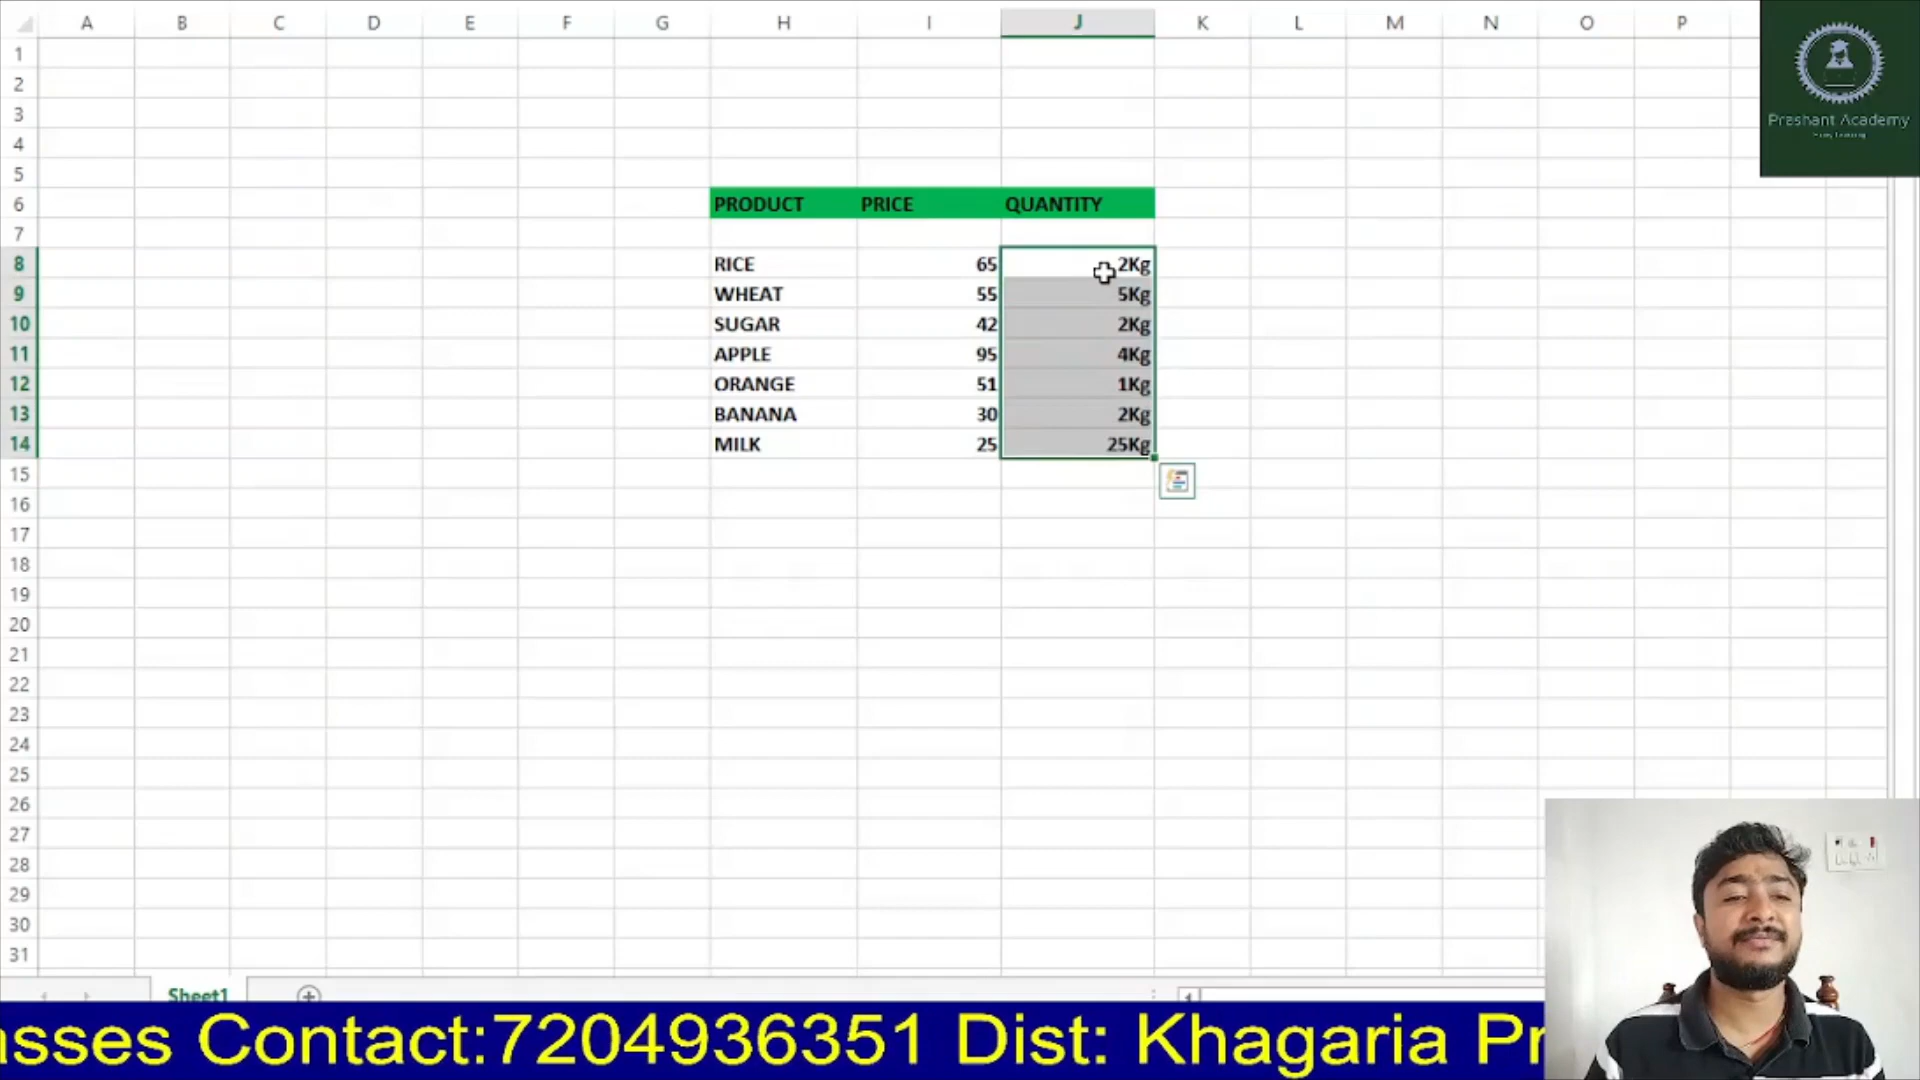 A B C D E F G H I J K L M N O P
Prashant Academy
1
2
3
4
5
6 PRODUCT PRICE QUANTITY
7
8 RICE 65 2Kg
9 WHEAT 55 5Kg
10 SUGAR 42 2Kg
11 APPLE 95 4Kg
12 ORANGE 51 1Kg
13 BANANA 30 2Kg
14 MILK 25 25Kg
15
16
17
18
19
20
21
22
23
24
25
26
27
28
29
30
31
Sheet1
asses Contact:7204936351 Dist: Khagaria Pr